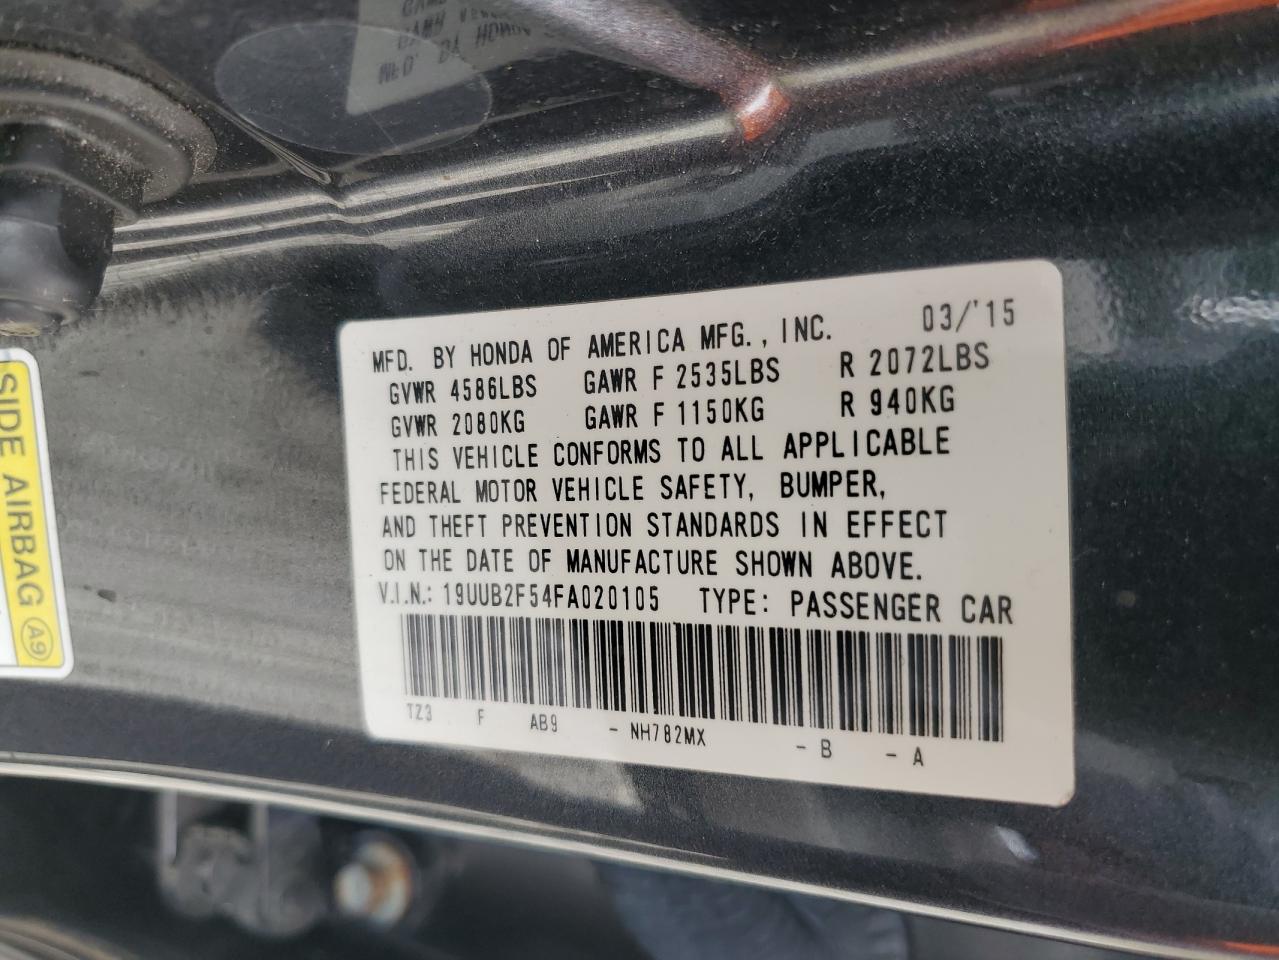 MFD. BY HONDA OF AMERICA MFG., INC. 03/'15
GVWR 4586LBS GAWR F 2535LBS R 2072LBS
GVWR 2080KG GAWR F 1150KG R 940KG
THIS VEHICLE CONFORMS TO ALL APPLICABLE
FEDERAL MOTOR VEHICLE SAFETY, BUMPER,
AND THEFT PREVENTION STANDARDS IN EFFECT
ON THE DATE OF MANUFACTURE SHOWN ABOVE.
V.I.N.: 19UUB2F54FA020105 TYPE: PASSENGER CAR
TZ3 F AB9 - NH782MX - B - A
SIDE AIRBAG A9